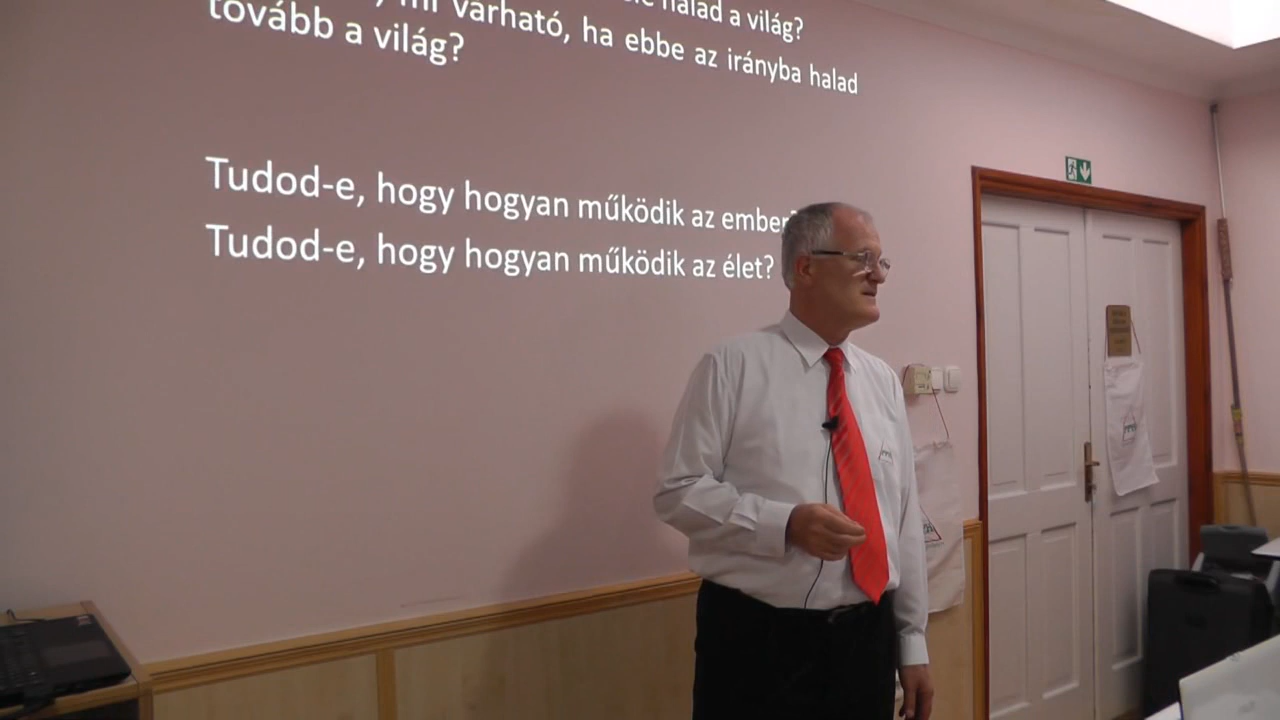 halad a világ?
mi várható, ha ebbe az irányba halad
tovább a világ?
Tudod-e, hogy hogyan működik az ember?
Tudod-e, hogy hogyan működik az élet?